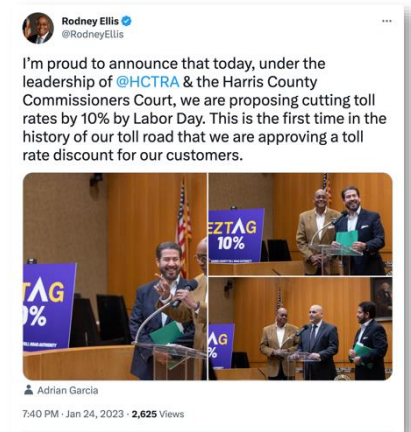 Rodney Ellis
@RodneyEllis
I'm proud to announce that today, under the
leadership of @HCTRA & the Harris County
Commissioners Court, we are proposing cutting toll
rates by 10% by Labor Day. This is the first time in the
history of our toll road that we are approving a toll
rate discount for our customers.
TAG
0%
EZTAG
10%
AG
%
Adrian Garcia
7:40 PM · Jan 24, 2023 · 2,625 Views